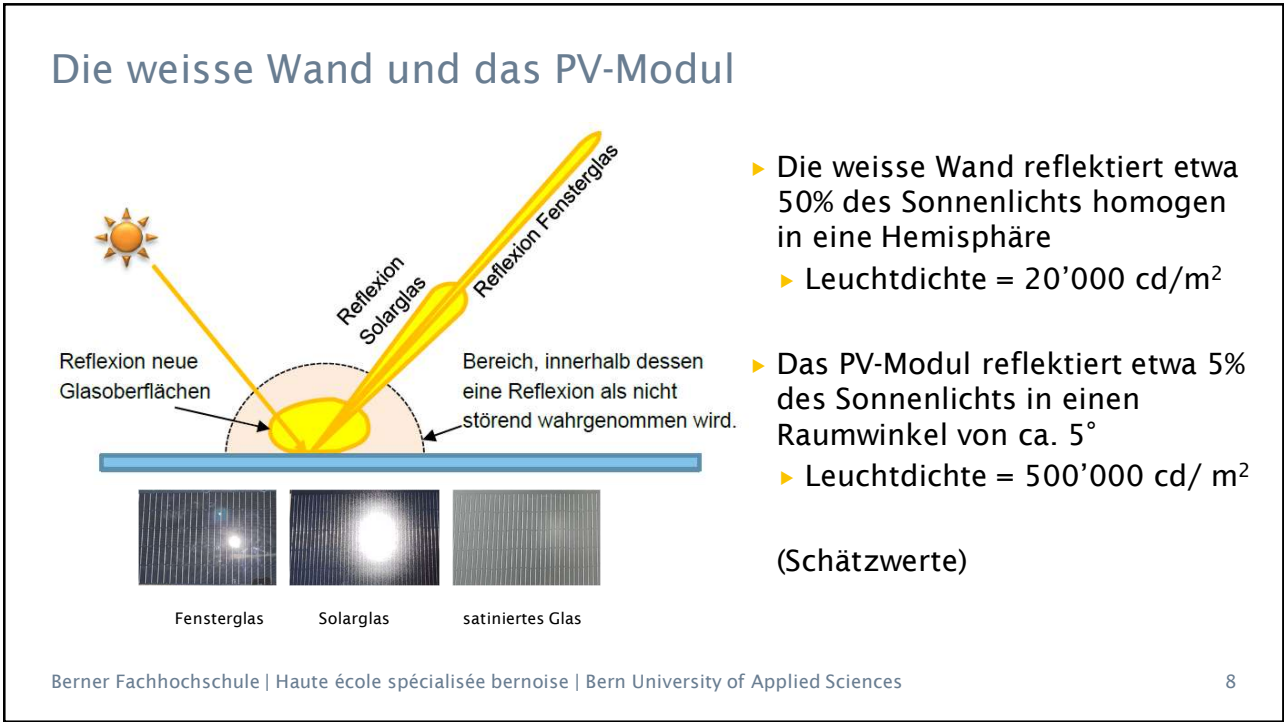 Die weisse Wand und das PV-Modul
Reflexion Fensterglas
Reflexion
Solarglas
Reflexion neue
Glasoberflächen
Bereich, innerhalb dessen
eine Reflexion als nicht
störend wahrgenommen wird.
Fensterglas
Solarglas
satiniertes Glas
Die weisse Wand reflektiert etwa
50% des Sonnenlichts homogen
in eine Hemisphäre
Leuchtdichte = 20’000 cd/m²
Das PV-Modul reflektiert etwa 5%
des Sonnenlichts in einen
Raumwinkel von ca. 5°
Leuchtdichte = 500’000 cd/ m²
(Schätzwerte)
Berner Fachhochschule | Haute école spécialisée bernoise | Bern University of Applied Sciences
8